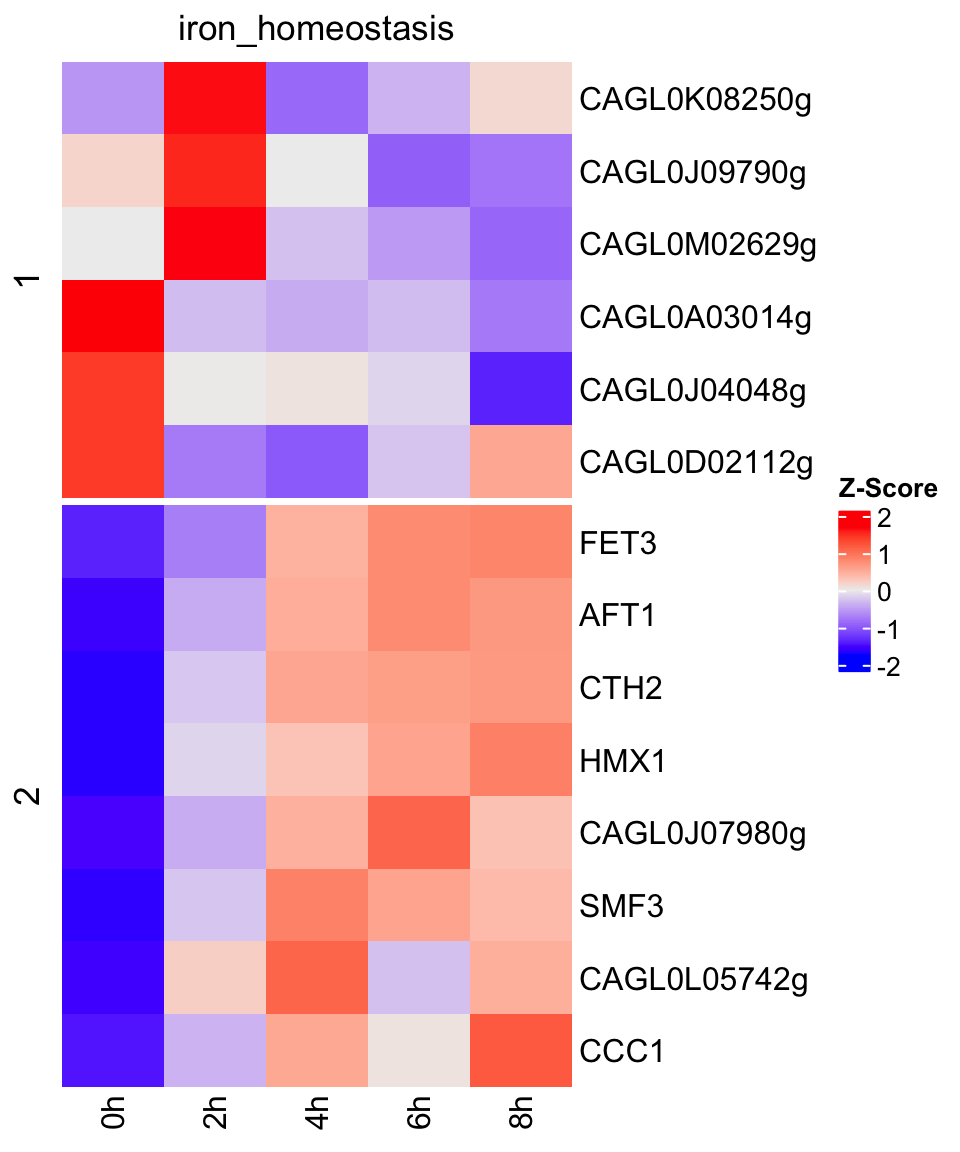 iron_homeostasis
1
CAGL0K08250g
CAGL0J09790g
CAGL0M02629g
CAGL0A03014g
CAGL0J04048g
CAGL0D02112g
2
FET3
AFT1
CTH2
HMX1
CAGL0J07980g
SMF3
CAGL0L05742g
CCC1
0h 2h 4h 6h 8h
Z-Score
2
1
0
-1
-2